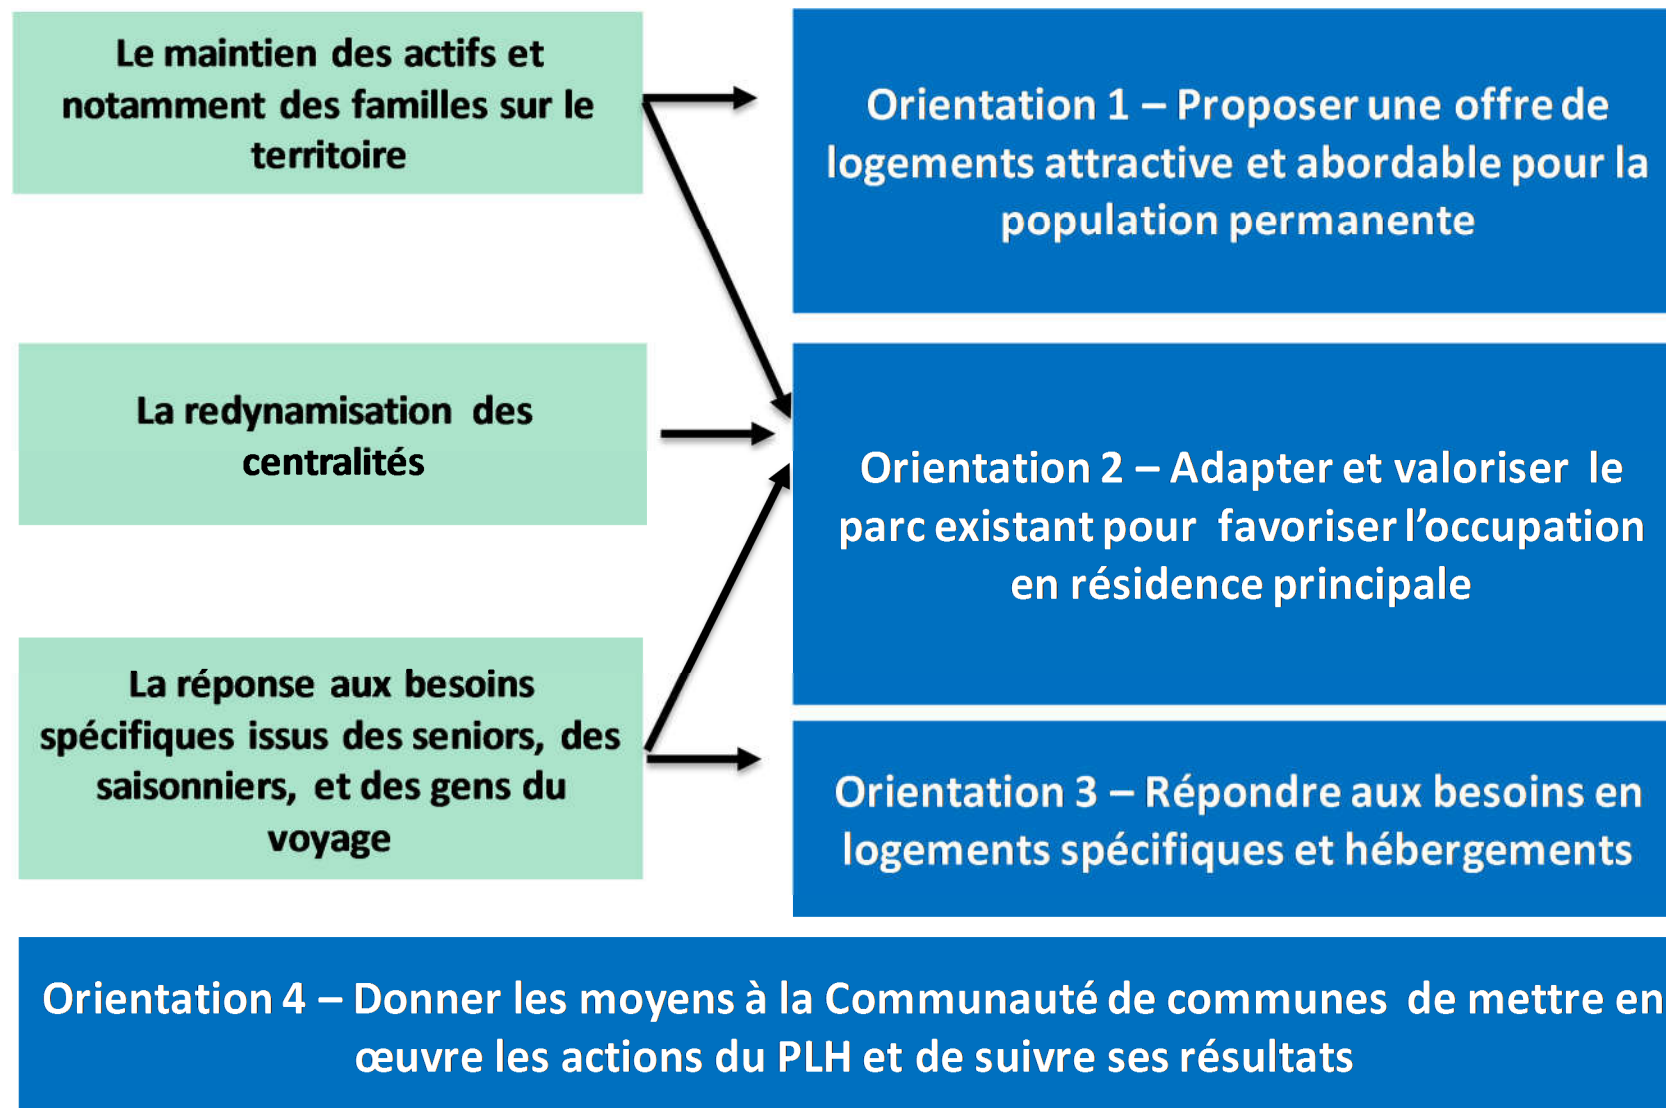 Le maintien des actifs et
notamment des familles sur le
territoire
Orientation 1 – Proposer une offre de
logements attractive et abordable pour la
population permanente
La redynamisation des
centralités
Orientation 2 – Adapter et valoriser le
parc existant pour favoriser l’occupation
en résidence principale
La réponse aux besoins
spécifiques issus des seniors, des
saisonniers, et des gens du
voyage
Orientation 3 – Répondre aux besoins en
logements spécifiques et hébergements
Orientation 4 – Donner les moyens à la Communauté de communes de mettre en
œuvre les actions du PLH et de suivre ses résultats